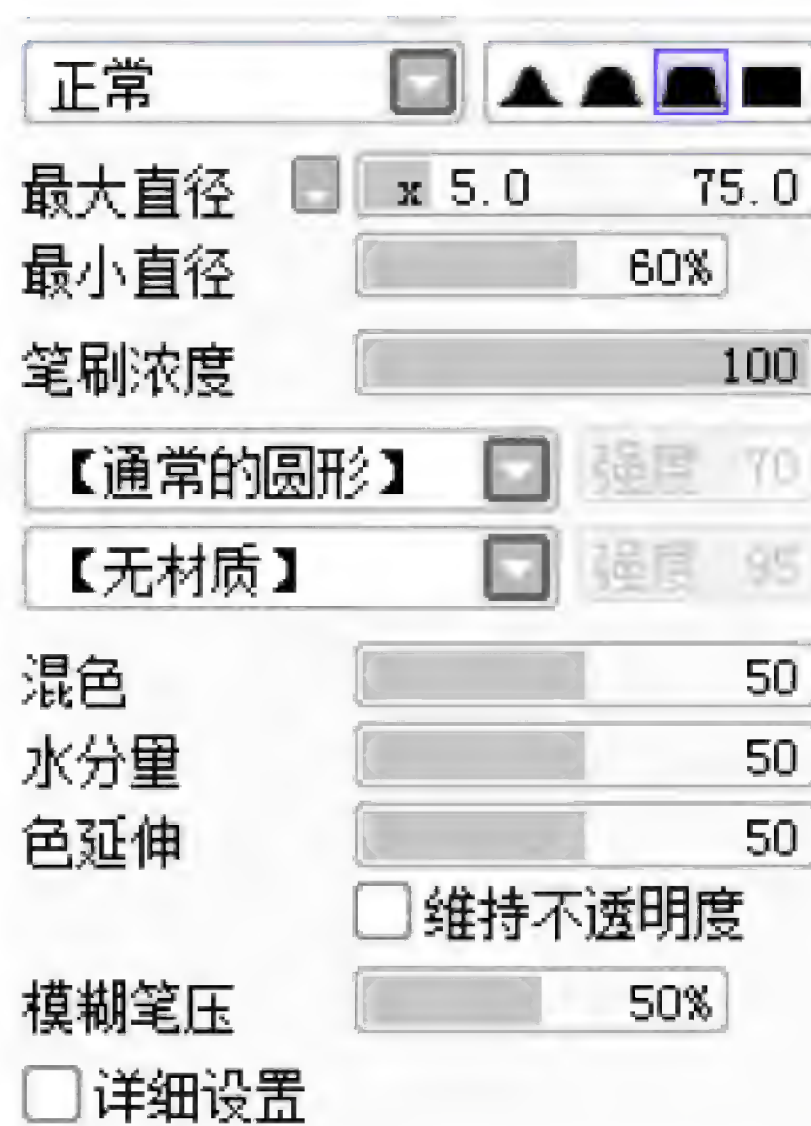 正常
最大直径 x 5.0 75.0
最小直径 60%
笔刷浓度 100
【通常的圆形】 强度 70
【无材质】 强度 95
混色 50
水分量 50
色延伸 50
维持不透明度
模糊笔压 50%
详细设置